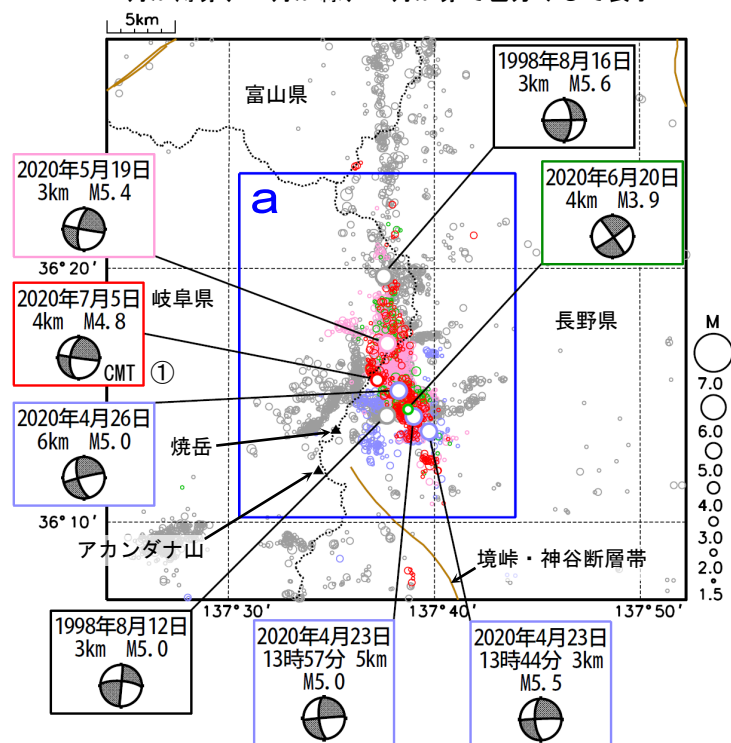 5km
1998年8月16日
3km M5.6
富山県
2020年5月19日
3km M5.4
a
2020年6月20日
4km M3.9
36°20′
2020年7月5日
4km M4.8
CMT ①
岐阜県
長野県
M
7.0
6.0
5.0
4.0
3.0
2.0
1.5
2020年4月26日
6km M5.0
焼岳
36°10′
アカンダナ山
境峠・神谷断層帯
137°30′
137°40′
137°50′
1998年8月12日
3km M5.0
2020年4月23日
13時57分 5km
M5.0
2020年4月23日
13時44分 3km
M5.5